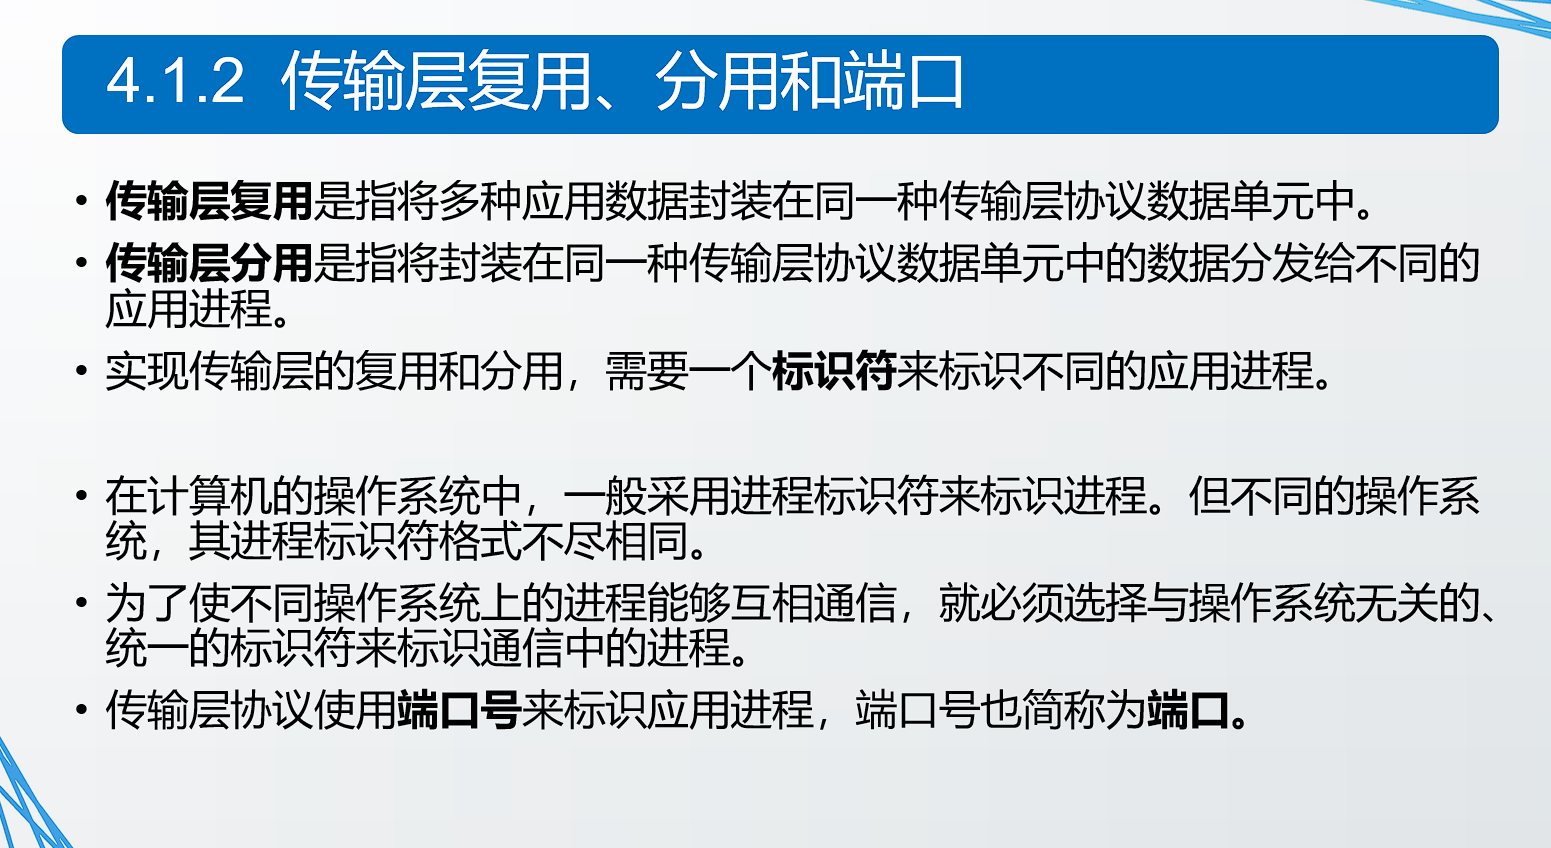 4.1.2 传输层复用、分用和端口
• 传输层复用是指将多种应用数据封装在同一种传输层协议数据单元中。
• 传输层分用是指将封装在同一种传输层协议数据单元中的数据分发给不同的
应用进程。
• 实现传输层的复用和分用，需要一个标识符来标识不同的应用进程。
• 在计算机的操作系统中，一般采用进程标识符来标识进程。但不同的操作系
统，其进程标识符格式不尽相同。
• 为了使不同操作系统上的进程能够互相通信，就必须选择与操作系统无关的、
统一的标识符来标识通信中的进程。
• 传输层协议使用端口号来标识应用进程，端口号也简称为端口。